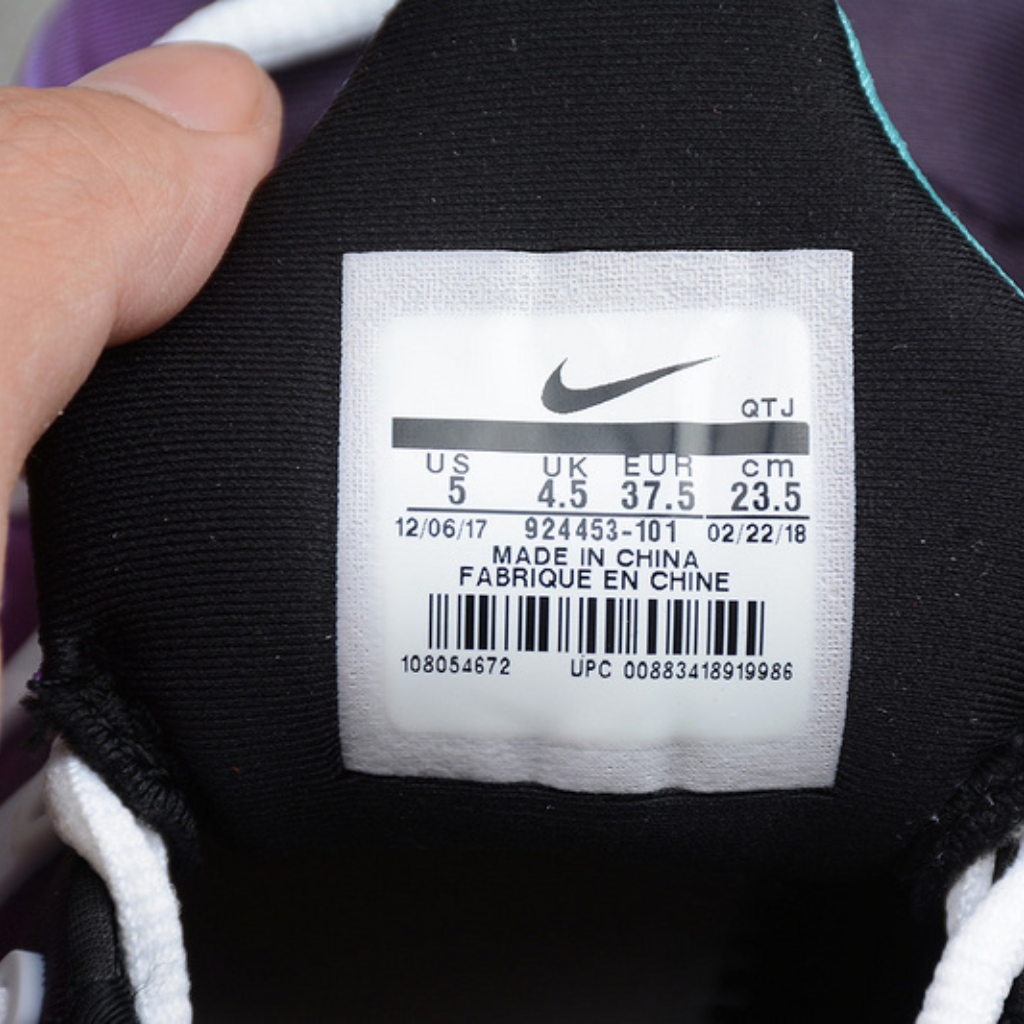 QTJ
US UK EUR cm
5 4.5 37.5 23.5
12/06/17 924453-101 02/22/18
MADE IN CHINA
FABRIQUE EN CHINE
108054672 UPC 00883418919986